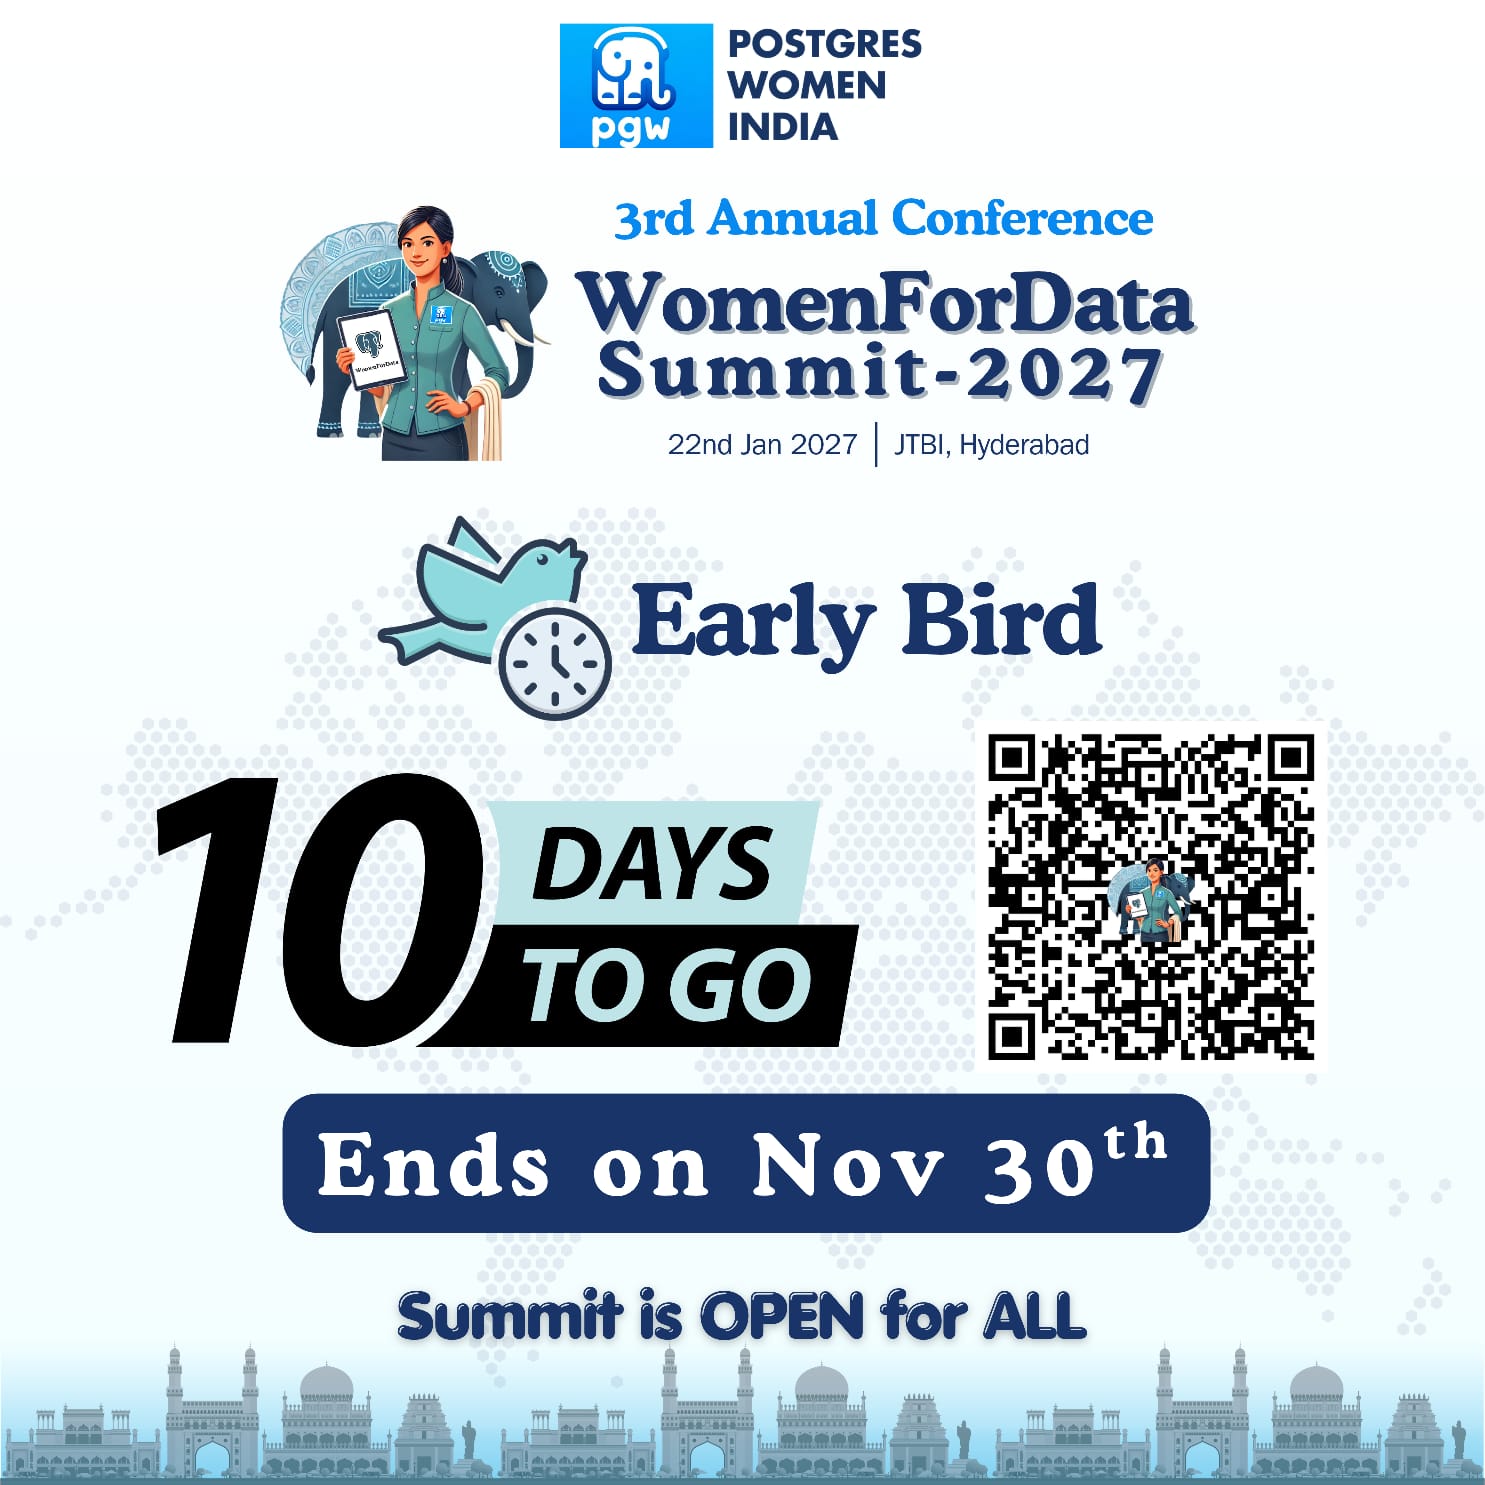 pgw
POSTGRES
WOMEN
INDIA
3rd Annual Conference
WomenForData
Summit-2027
22nd Jan 2027 | JTBI, Hyderabad
WomenForData
Early Bird
10 DAYS
TO GO
Ends on Nov 30th
Summit is OPEN for ALL